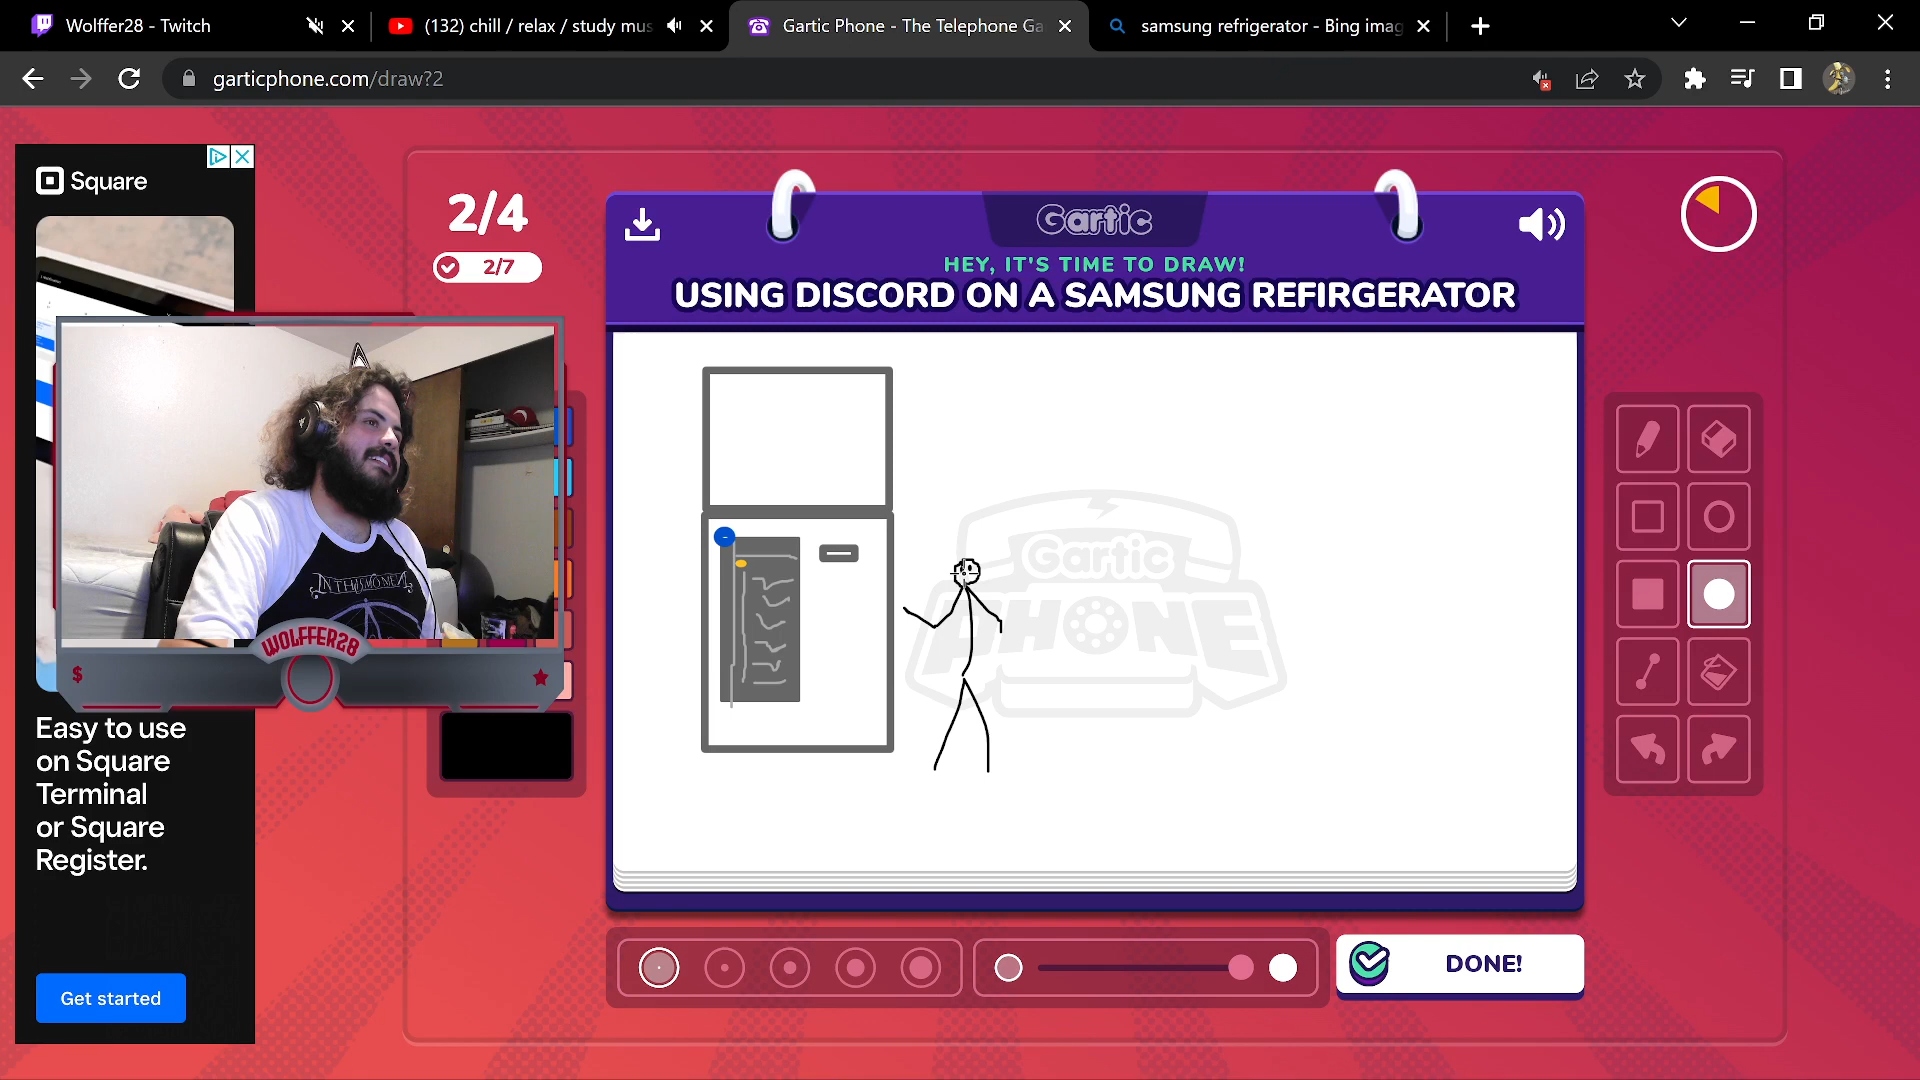 Wolffer28 - Twitch
(132) chill / relax / study mus
Gartic Phone - The Telephone Ga
samsung refrigerator - Bing imag
garticphone.com/draw?2
Square
2/4
2/7
Gartic
HEY, IT'S TIME TO DRAW!
USING DISCORD ON A SAMSUNG REFIRGERATOR
Gartic
PHONE
WOLFFER28
$
Easy to use
on Square
Terminal
or Square
Register.
Get started
DONE!